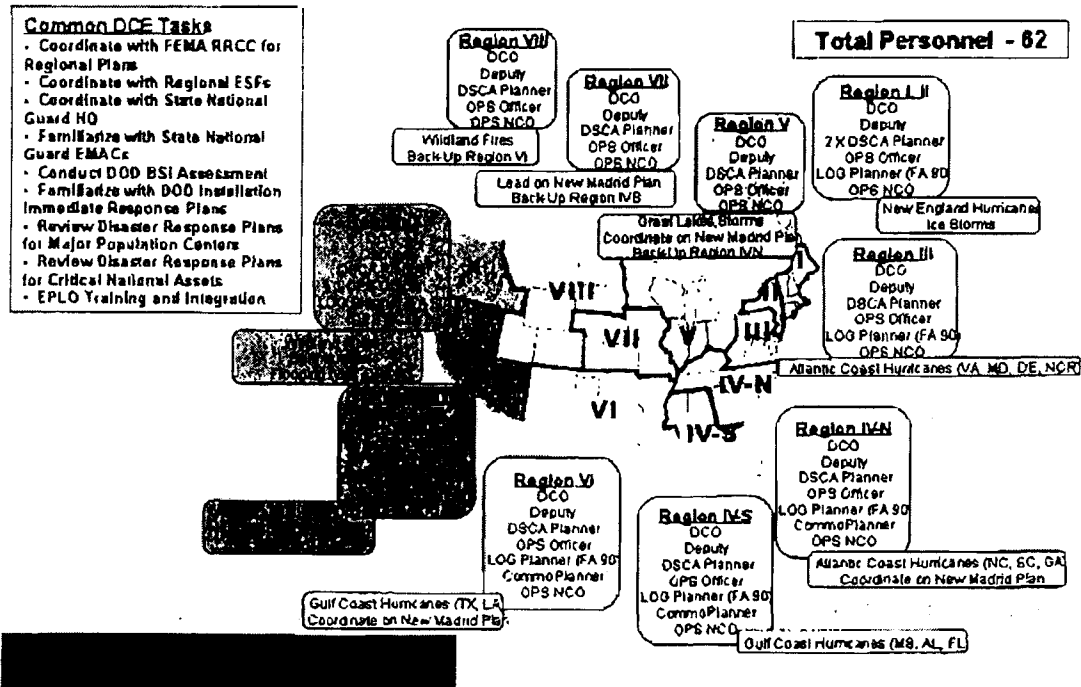 Common DCE Tasks
- Coordinate with FEMA RRCC for
Regional Plans
- Coordinate with Regional ESFs
- Coordinate with State National
Guard HQ
- Familiarize with State National
Guard EMACs
- Conduct DOD BSI Assessment
- Familiarize with DOD Installation
Immediate Response Plans
- Review Disaster Response Plans
for Major Population Centers
- Review Disaster Response Plans
for Critical National Assets
- EPLO Training and Integration
Total Personnel - 62
Region VIII
DCO
Deputy
DSCA Planner
OPS Officer
OPS NCO
Wildland Fires
Back-Up Region VI
Region VII
DCO
Deputy
DSCA Planner
OPS Officer
OPS NCO
Lead on New Madrid Plan
Back-Up Region IVB
Region V
DCO
Deputy
DSCA Planner
OPS Officer
OPS NCO
Great Lakes Storms
Coordinate on New Madrid Plan
Back-Up Region IVN
Region I, II
DCO
Deputy
2 X DSCA Planner
OPS Officer
LOG Planner (FA 90
OPS NCO
New England Hurricanes
Ice Storms
Region III
DCO
Deputy
DSCA Planner
OPS Officer
LOG Planner (FA 90
OPS NCO
Atlantic Coast Hurricanes (VA, MD, DE, NCR)
I
II
III
VIII
VII
V
VI
IV-N
IV-S
Region IV-N
DCO
Deputy
DSCA Planner
OPS Officer
LOG Planner (FA 90
Commo Planner
OPS NCO
Atlantic Coast Hurricanes (NC, SC, GA)
Coordinate on New Madrid Plan
Region VI
DCO
Deputy
DSCA Planner
OPS Officer
LOG Planner (FA 90
Commo Planner
OPS NCO
Gulf Coast Hurricanes (TX, LA
Coordinate on New Madrid Plan
Region IV-S
DCO
Deputy
DSCA Planner
OPS Officer
LOG Planner (FA 90
Commo Planner
OPS NCO
Gulf Coast Hurricanes (MS, AL, FL